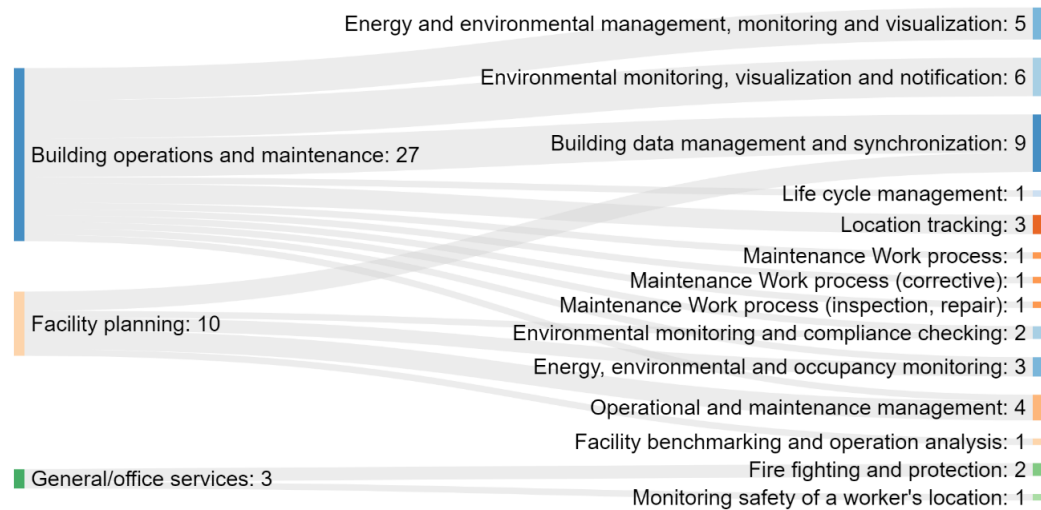 Energy and environmental management, monitoring and visualization: 5
Environmental monitoring, visualization and notification: 6
Building data management and synchronization: 9
Building operations and maintenance: 27
Life cycle management: 1
Location tracking: 3
Maintenance Work process: 1
Maintenance Work process (corrective): 1
Maintenance Work process (inspection, repair): 1
Facility planning: 10
Environmental monitoring and compliance checking: 2
Energy, environmental and occupancy monitoring: 3
Operational and maintenance management: 4
Facility benchmarking and operation analysis: 1
Fire fighting and protection: 2
General/office services: 3
Monitoring safety of a worker's location: 1